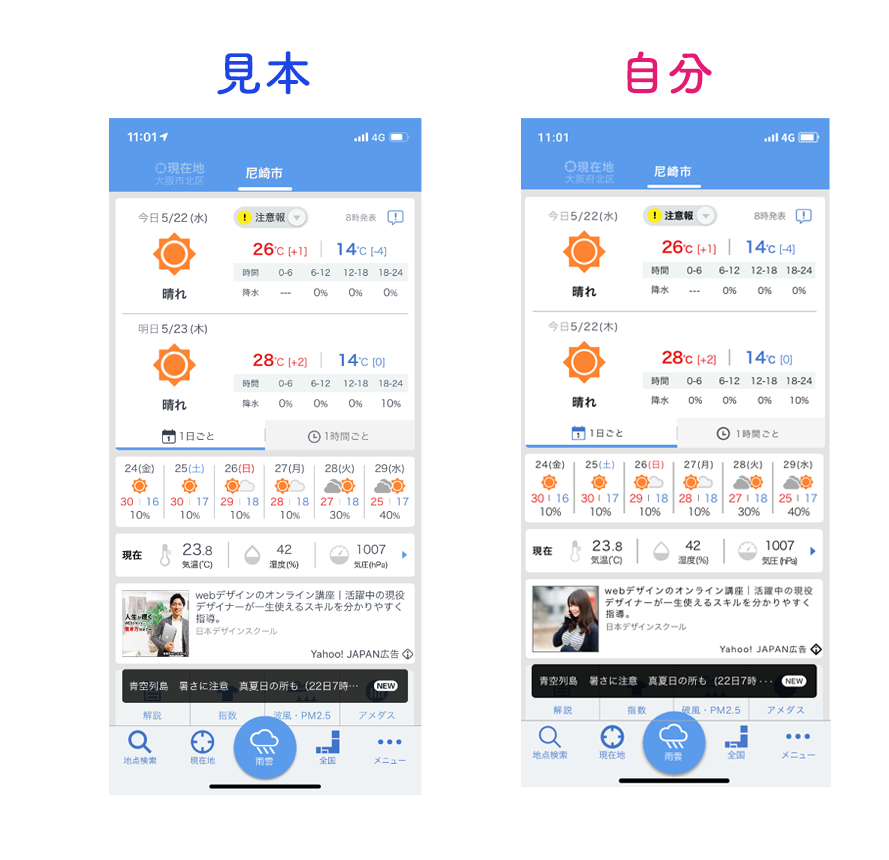 見本
11:01
4G
現在地
大阪市北区
尼崎市
今日5/22(水)
! 注意報
8時発表
26℃ [+1] 14℃ [-4]
時間 0-6 6-12 12-18 18-24
降水 --- 0% 0% 0%
晴れ
明日5/23(木)
28℃ [+2] 14℃ [0]
時間 0-6 6-12 12-18 18-24
降水 0% 0% 0% 10%
晴れ
1日ごと 1時間ごと
24(金) 25(土) 26(日) 27(月) 28(火) 29(水)
30 16 30 17 29 18 28 18 27 18 25 17
10% 10% 10% 10% 30% 40%
現在 23.8 42 1007
気温(℃) 湿度(%) 気圧(hPa)
webデザインのオンライン講座|活躍中の現役
デザイナーが一生使えるスキルを分かりやすく
指導。
日本デザインスクール
Yahoo! JAPAN広告
青空列島 暑さに注意 真夏日の所も (22日7時… NEW
解説 指数 波風・PM2.5 アメダス
地点検索 現在地 雨雲 全国 メニュー
自分
11:01
4G
現在地
大阪府北区
尼崎市
今日5/22(水)
! 注意報
8時発表
26℃ [+1] 14℃ [-4]
時間 0-6 6-12 12-18 18-24
降水 --- 0% 0% 0%
晴れ
今日5/22(木)
28℃ [+2] 14℃ [0]
時間 0-6 6-12 12-18 18-24
降水 0% 0% 0% 10%
晴れ
1日ごと 1時間ごと
24(金) 25(土) 26(日) 27(月) 28(火) 29(水)
30 16 30 17 29 18 28 18 27 18 25 17
10% 10% 10% 10% 30% 40%
現在 23.8 42 1007
気温(℃) 湿度(%) 気圧(hPa)
webデザインのオンライン講座|活躍中の現役
デザイナーが一生使えるスキルを分かりやすく
指導。
日本デザインスクール
Yahoo! JAPAN広告
青空列島 暑さに注意 真夏日の所も (22日7時・・・ NEW
解説 指数 破風・PM2.5 アメダス
地点検索 現在地 雨雲 全国 メニュー